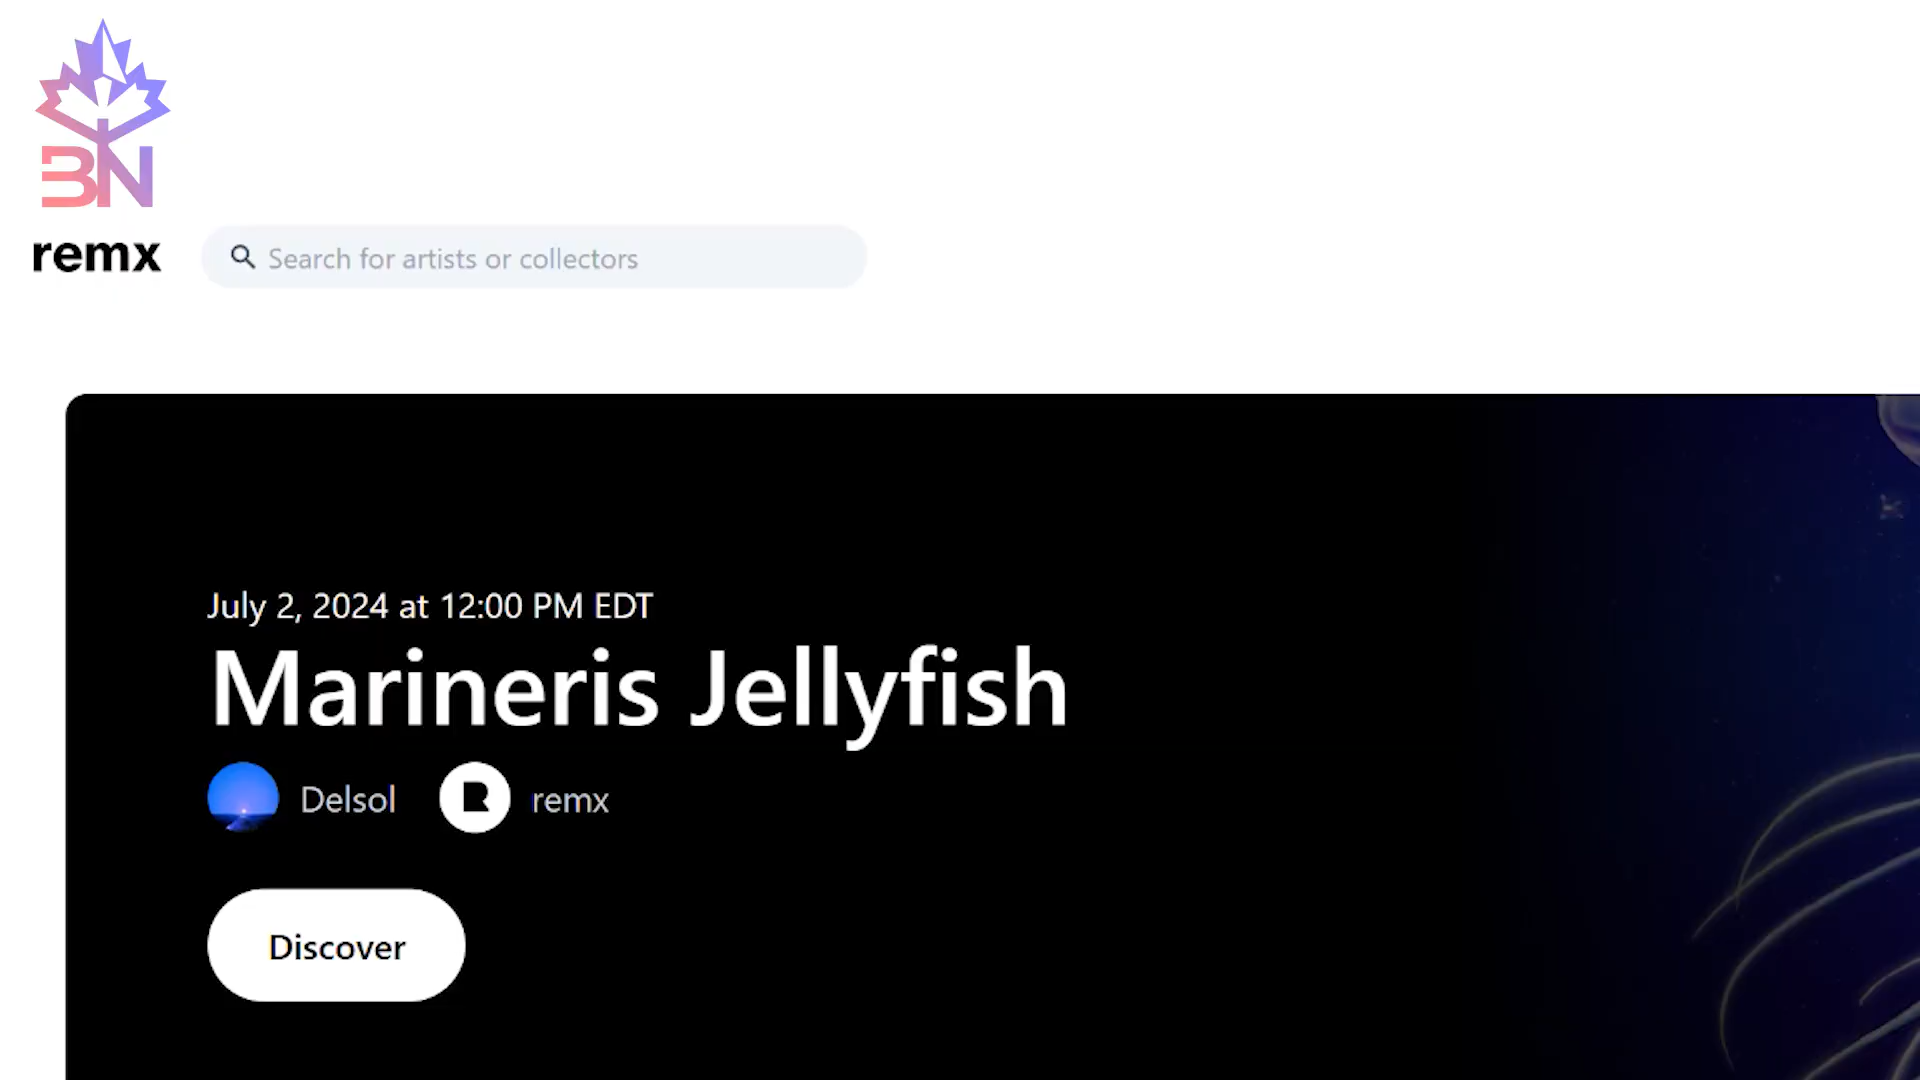 BN
remx
Search for artists or collectors
July 2, 2024 at 12:00 PM EDT
Marineris Jellyfish
Delsol
R remx
Discover